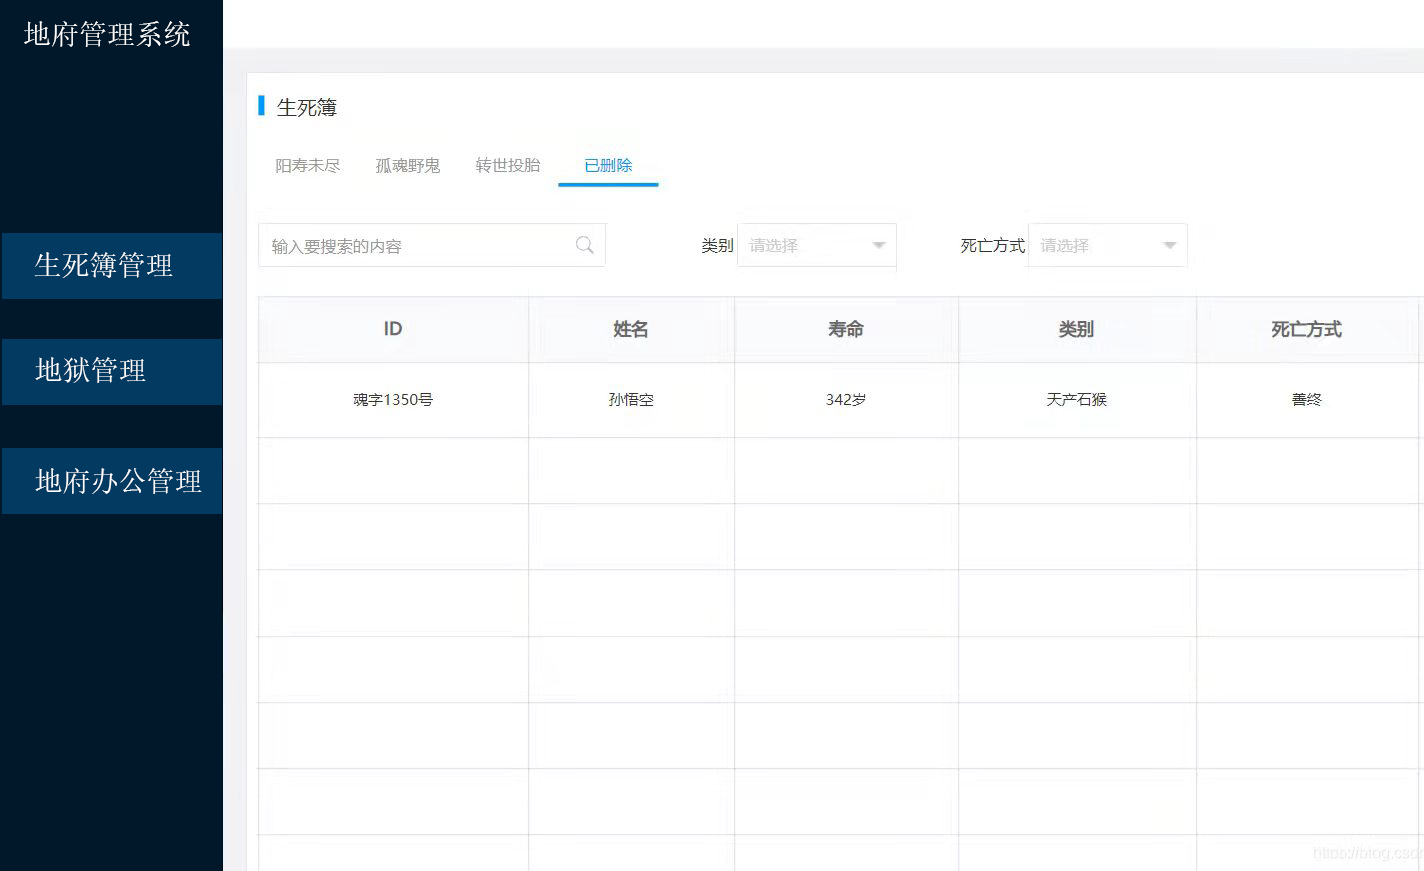 地府管理系统
生死簿管理
地狱管理
地府办公管理
生死簿
阳寿未尽 孤魂野鬼 转世投胎 已删除
输入要搜索的内容 类别 请选择 死亡方式 请选择
ID 姓名 寿命 类别 死亡方式
魂字1350号 孙悟空 342岁 天产石猴 善终
https://blog.csdn